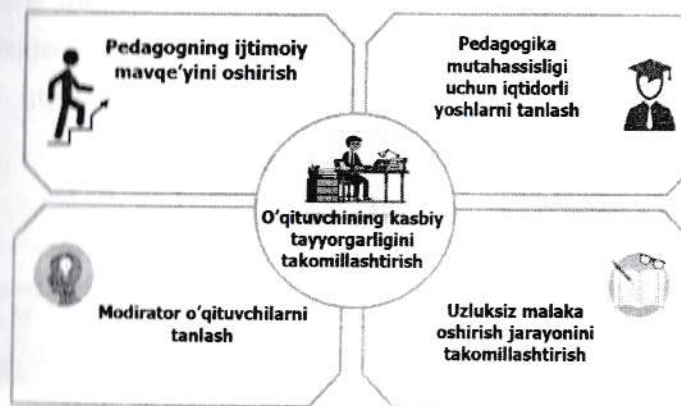 Pedagogning ijtimoiy
mavqe'yini oshirish
Pedagogika
mutahassisligi
uchun iqtidorli
yoshlarni tanlash
O'qituvchining kasbiy
tayyorgarligini
takomillashtirish
Modirator o'qituvchilarni
tanlash
Uzluksiz malaka
oshirish jarayonini
takomillashtirish